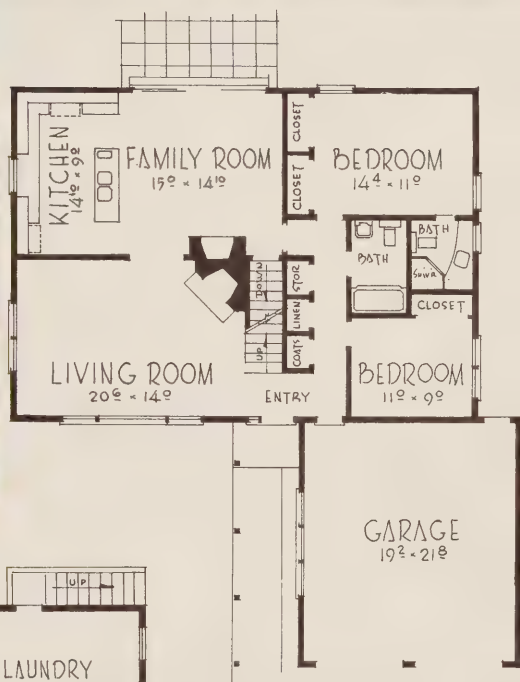 KITCHEN
14¹⁰ × 9⁰
FAMILY ROOM
15⁰ × 14¹⁰
CLOSET
CLOSET
BEDROOM
14⁴ × 11⁰
BATH
BATH
SHWR
CLOSET
DOWN
STOR
LINEN
COATS
UP
LIVING ROOM
20⁶ × 14⁰
ENTRY
BEDROOM
11⁰ × 9⁰
GARAGE
19² × 21⁸
UP
LAUNDRY